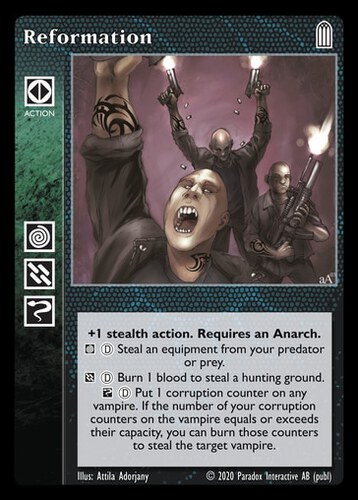 Reformation
ACTION
aA
+1 stealth action. Requires an Anarch.
Ⓓ Steal an equipment from your predator
or prey.
Ⓓ Burn 1 blood to steal a hunting ground.
Ⓓ Put 1 corruption counter on any
vampire. If the number of your corruption
counters on the vampire equals or exceeds
their capacity, you can burn those counters
to steal the target vampire.
Illus: Attila Adorjany © 2020 Paradox Interactive AB (publ)